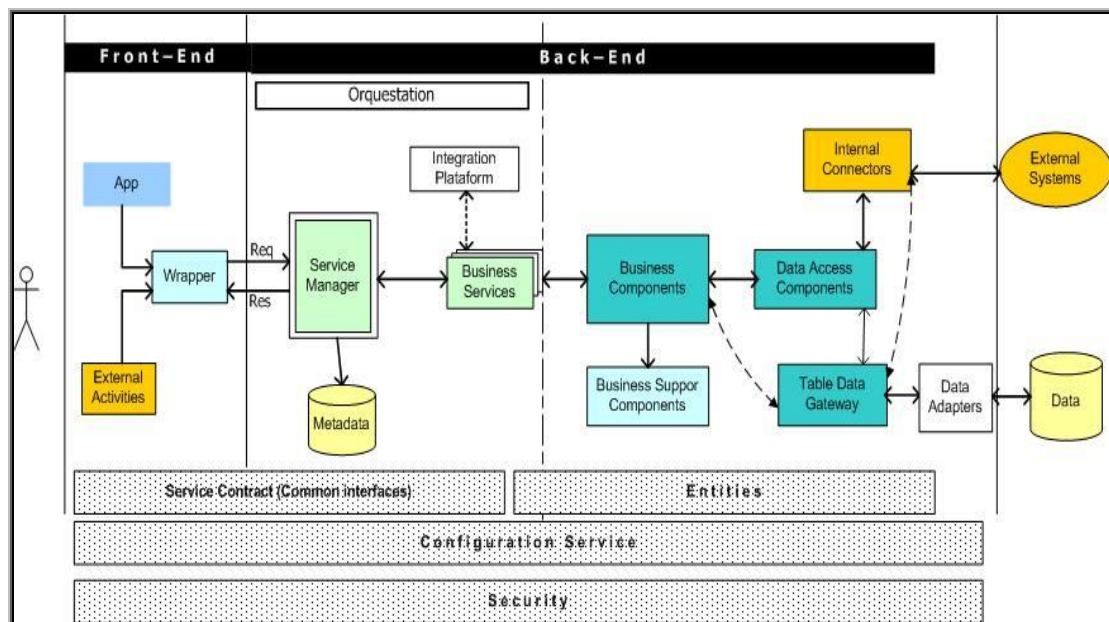 Front-End
Back-End
Orquestation
App
Integration
Plataform
Internal
Connectors
External
Systems
Wrapper
Req
Res
Service
Manager
Business
Services
Business
Components
Data Access
Components
External
Activities
Metadata
Business Suppor
Components
Table Data
Gateway
Data
Adapters
Data
Service Contract (Common interfaces)
Entities
Configuration Service
Security